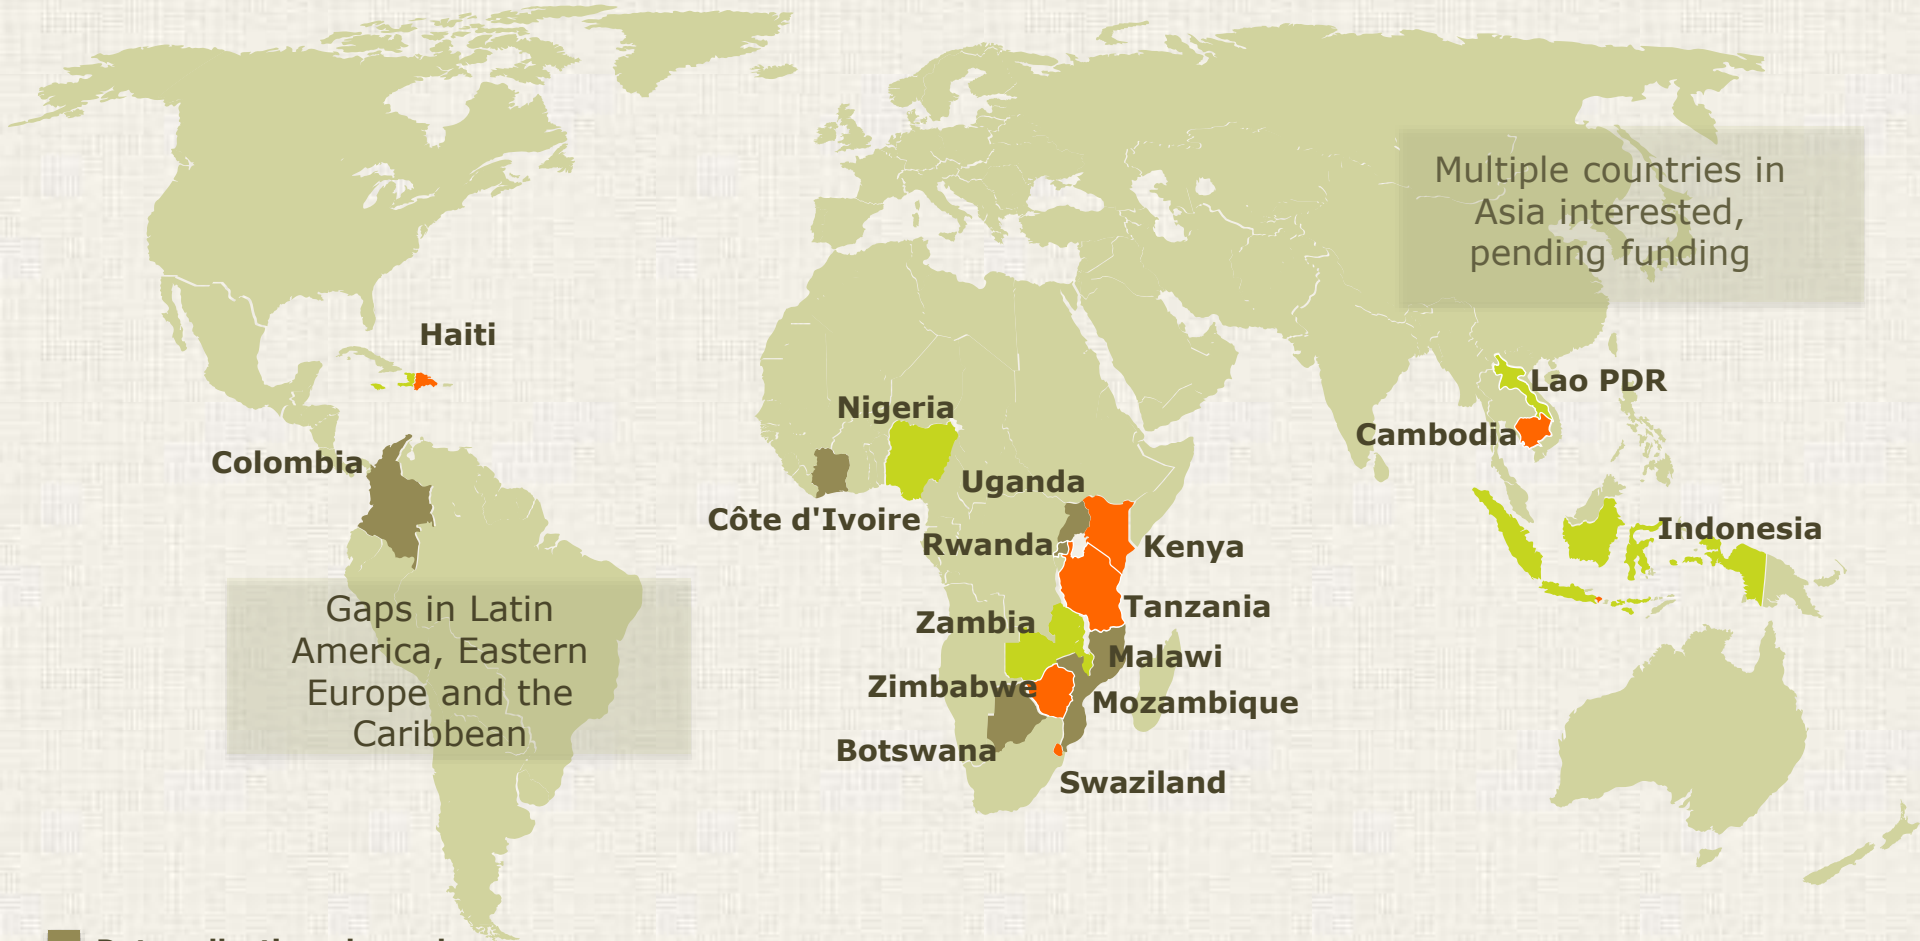 Haiti
Colombia
Gaps in Latin
America, Eastern
Europe and the
Caribbean
Nigeria
Côte d'Ivoire
Uganda
Rwanda
Kenya
Tanzania
Zambia
Malawi
Zimbabwe
Mozambique
Botswana
Swaziland
Multiple countries in
Asia interested,
pending funding
Lao PDR
Cambodia
Indonesia